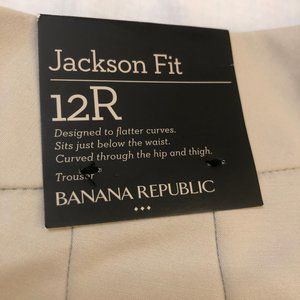 Jackson Fit
12R
Designed to flatter curves.
Sits just below the waist.
Curved through the hip and thigh.
Trouser
BANANA REPUBLIC